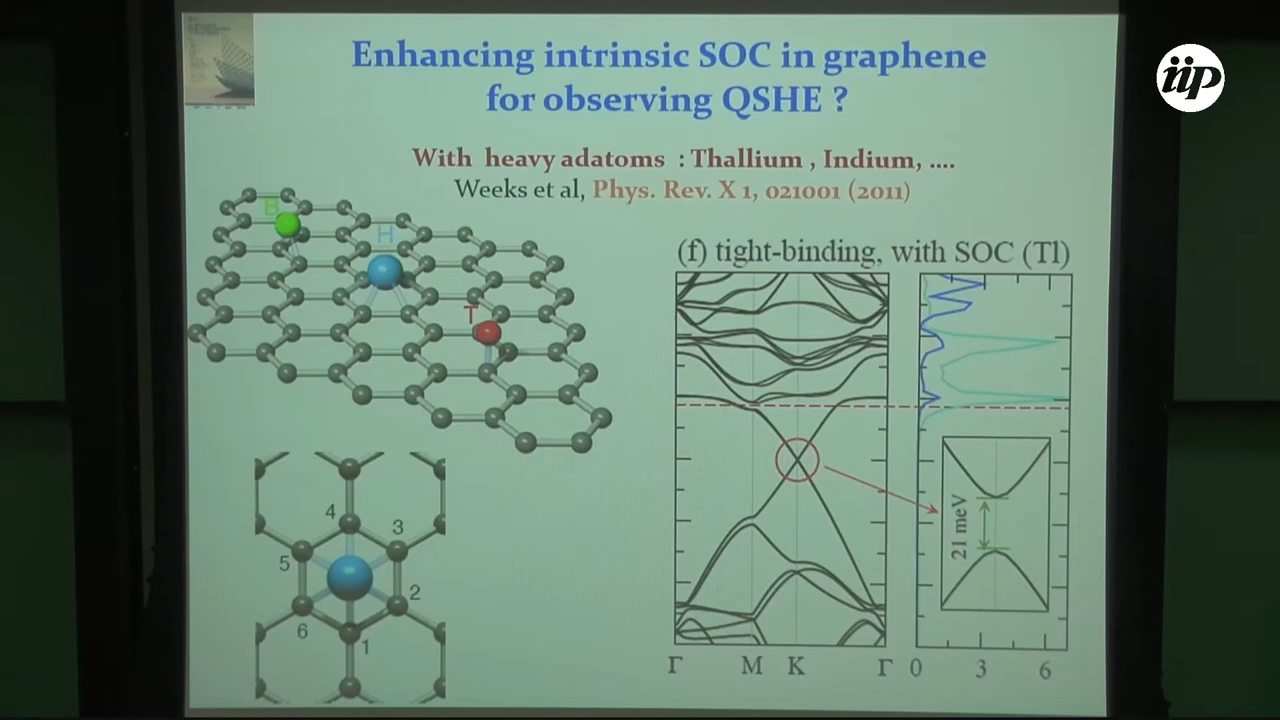 iip
Enhancing intrinsic SOC in graphene
for observing QSHE ?
With heavy adatoms : Thallium , Indium, ....
Weeks et al, Phys. Rev. X 1, 021001 (2011)
B
H
T
(f) tight-binding, with SOC (Tl)
21 meV
Γ M K Γ 0 3 6
4
3
5
2
6
1